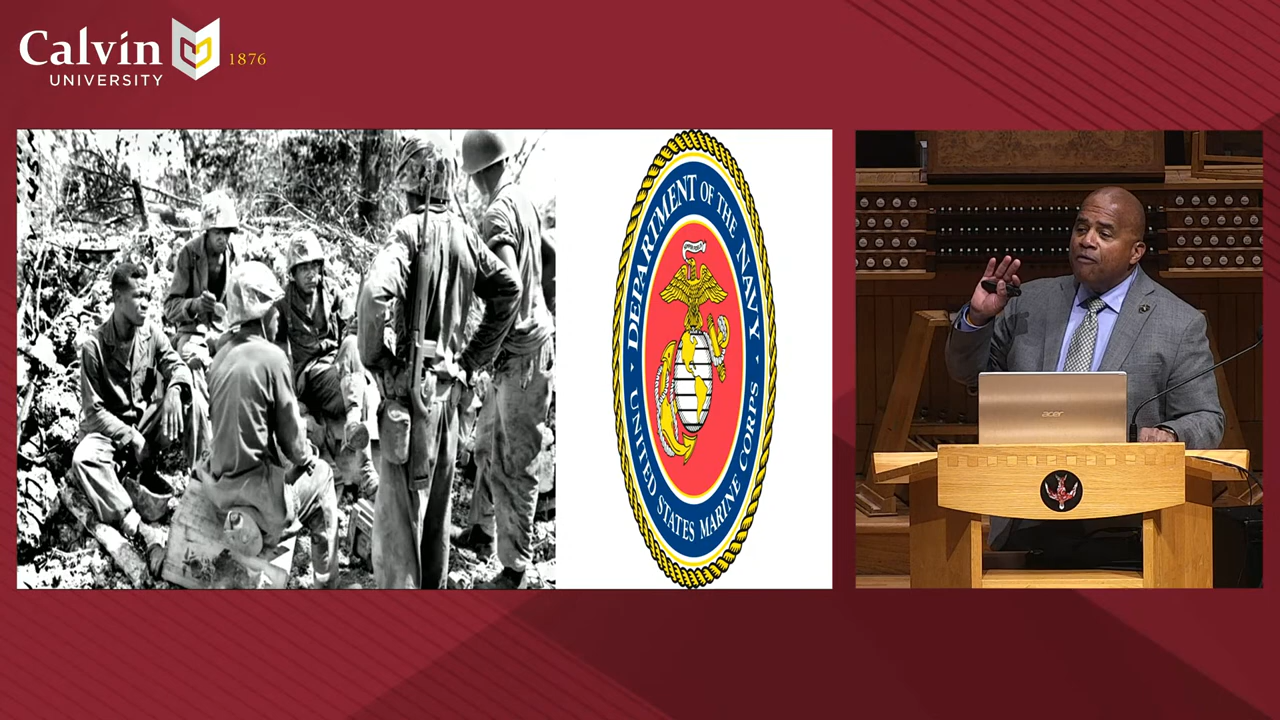 Calvin
UNIVERSITY
1876
DEPARTMENT OF THE NAVY
UNITED STATES MARINE CORPS
acer